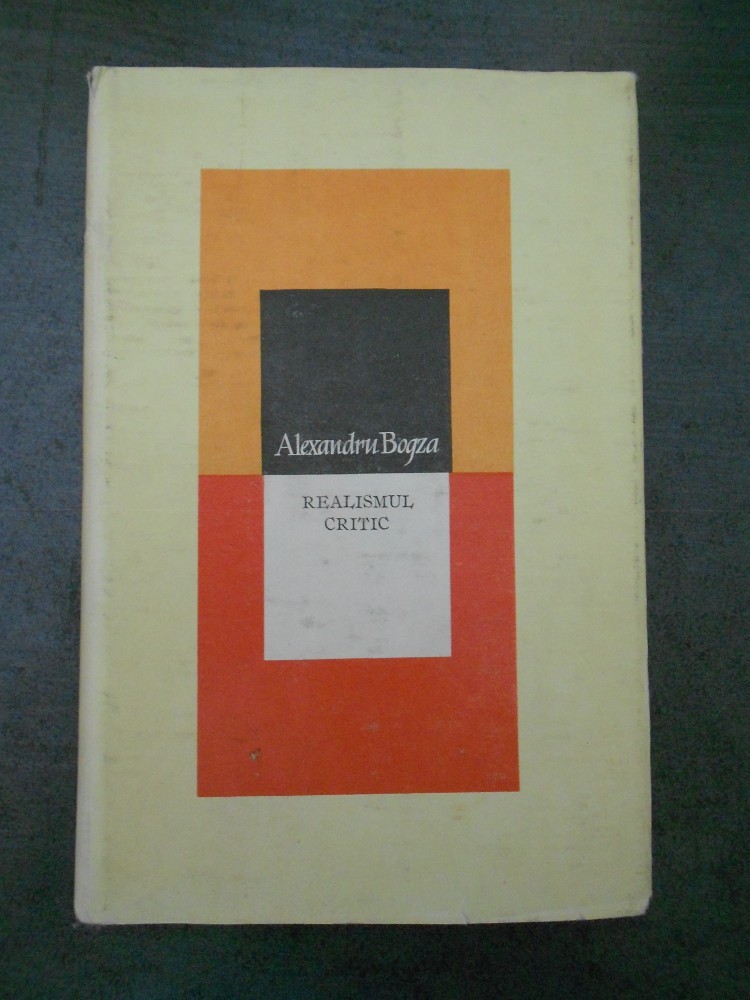 Alexandru Bogza
REALISMUL
CRITIC